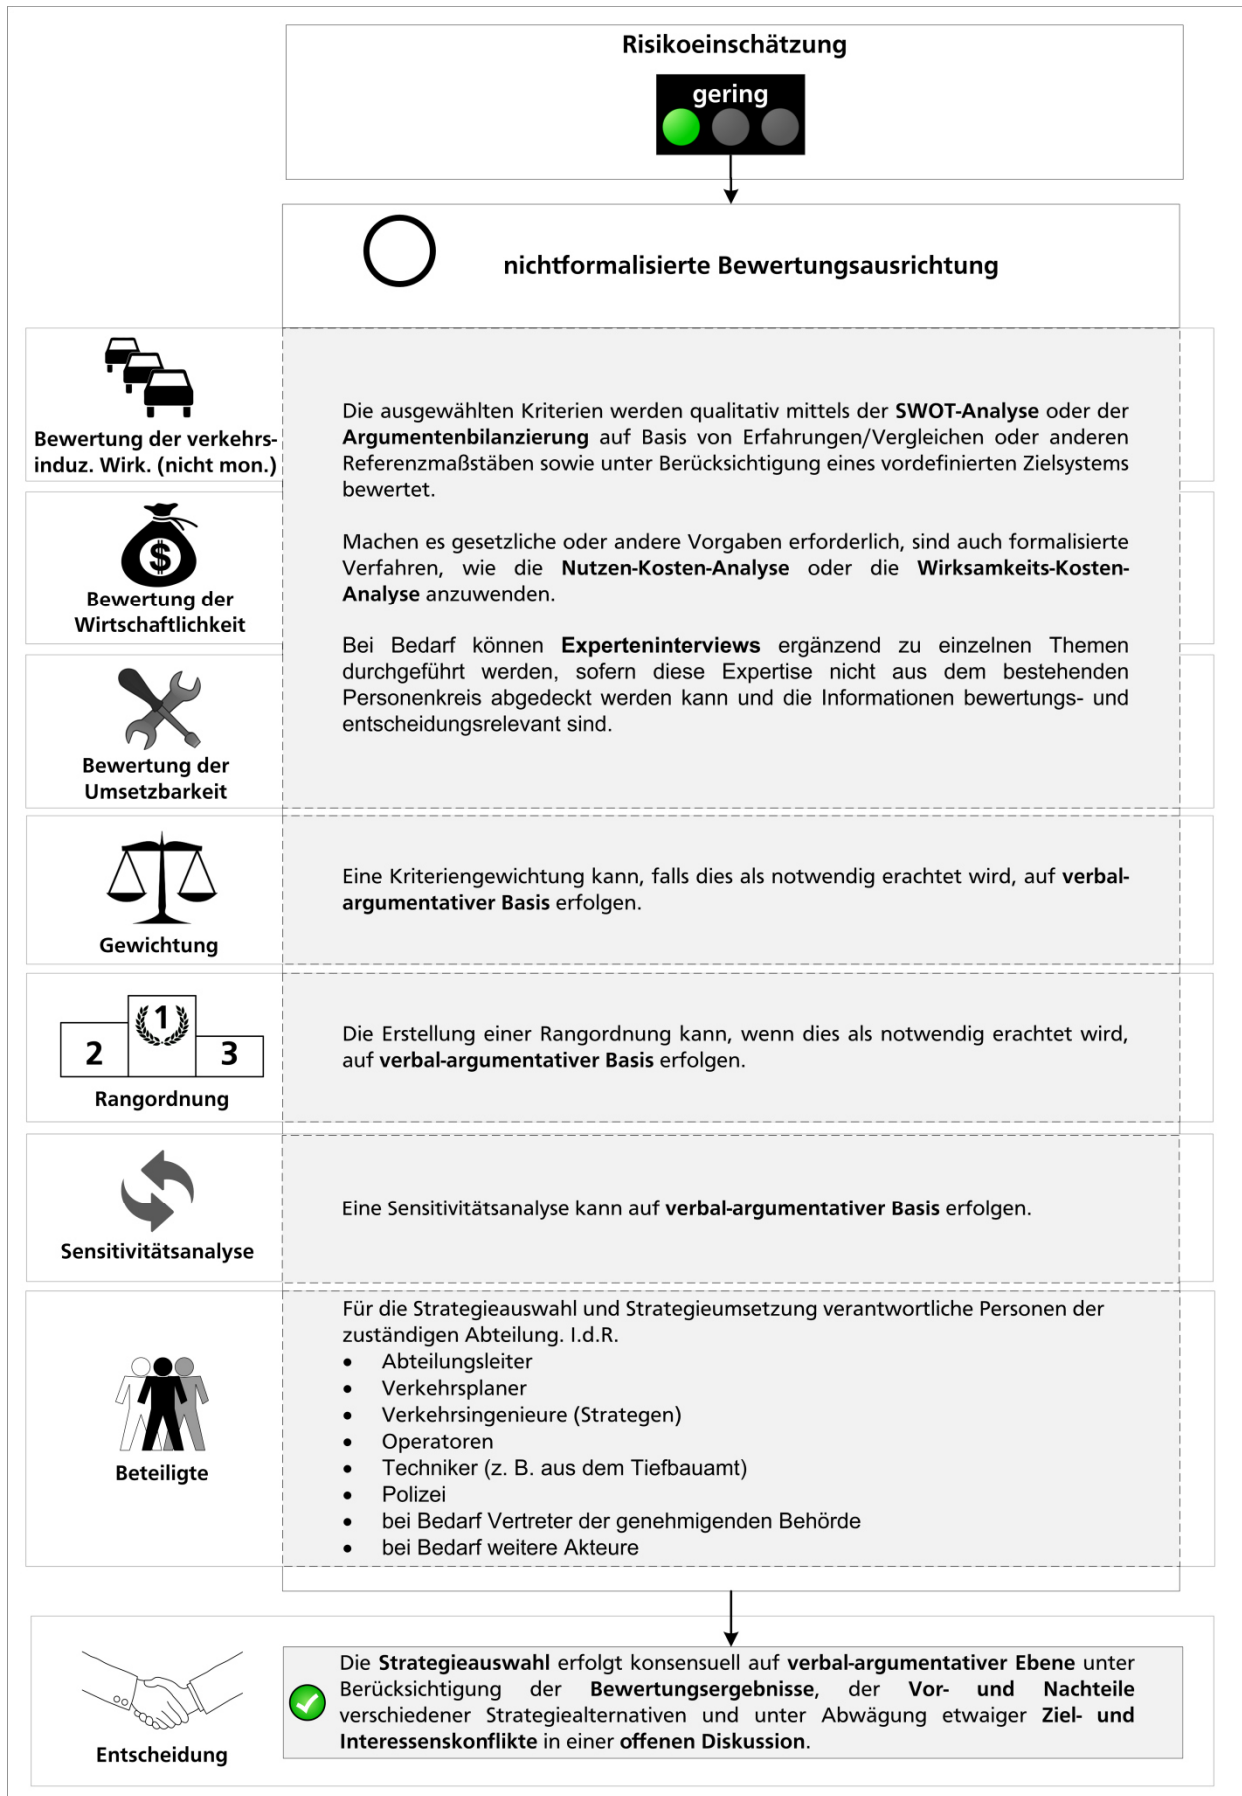 Risikoeinschätzung
gering
nichtformalisierte Bewertungsausrichtung
Bewertung der verkehrs-
induz. Wirk. (nicht mon.)
Bewertung der
Wirtschaftlichkeit
Bewertung der
Umsetzbarkeit
Die ausgewählten Kriterien werden qualitativ mittels der SWOT-Analyse oder der
Argumentenbilanzierung auf Basis von Erfahrungen/Vergleichen oder anderen
Referenzmaßstäben sowie unter Berücksichtigung eines vordefinierten Zielsystems
bewertet.
Machen es gesetzliche oder andere Vorgaben erforderlich, sind auch formalisierte
Verfahren, wie die Nutzen-Kosten-Analyse oder die Wirksamkeits-Kosten-
Analyse anzuwenden.
Bei Bedarf können Experteninterviews ergänzend zu einzelnen Themen
durchgeführt werden, sofern diese Expertise nicht aus dem bestehenden
Personenkreis abgedeckt werden kann und die Informationen bewertungs- und
entscheidungsrelevant sind.
Gewichtung
Eine Kriteriengewichtung kann, falls dies als notwendig erachtet wird, auf verbal-
argumentativer Basis erfolgen.
2 1 3
Rangordnung
Die Erstellung einer Rangordnung kann, wenn dies als notwendig erachtet wird,
auf verbal-argumentativer Basis erfolgen.
Sensitivitätsanalyse
Eine Sensitivitätsanalyse kann auf verbal-argumentativer Basis erfolgen.
Beteiligte
Für die Strategieauswahl und Strategieumsetzung verantwortliche Personen der
zuständigen Abteilung. I.d.R.
• Abteilungsleiter
• Verkehrsplaner
• Verkehrsingenieure (Strategen)
• Operatoren
• Techniker (z. B. aus dem Tiefbauamt)
• Polizei
• bei Bedarf Vertreter der genehmigenden Behörde
• bei Bedarf weitere Akteure
Entscheidung
Die Strategieauswahl erfolgt konsensuell auf verbal-argumentativer Ebene unter
Berücksichtigung der Bewertungsergebnisse, der Vor- und Nachteile
verschiedener Strategiealternativen und unter Abwägung etwaiger Ziel- und
Interessenskonflikte in einer offenen Diskussion.